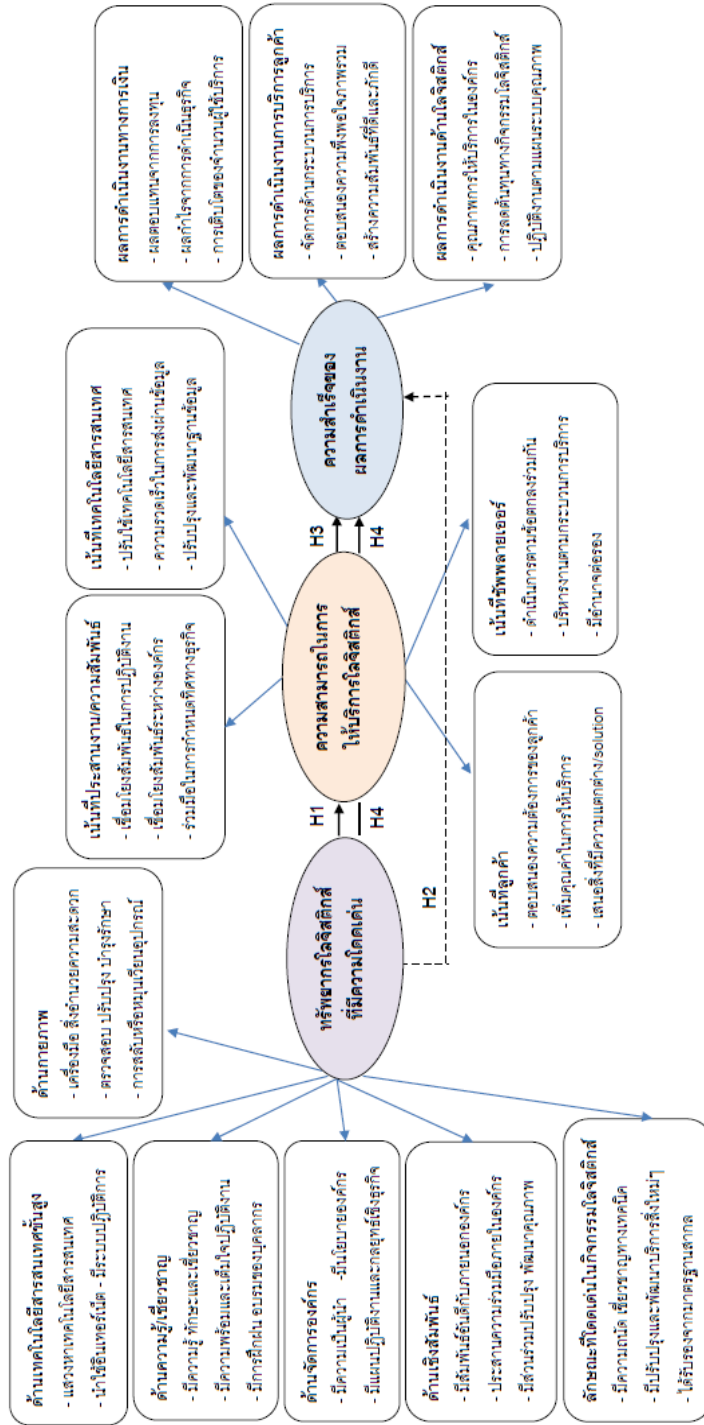 ด้านกายภาพ
- เครื่องมือ สิ่งอำนวยความสะดวก
- ตรวจสอบ ปรับปรุง บำรุงรักษา
- การสลับหรือหมุนเวียนอุปกรณ์
ด้านเทคโนโลยีสารสนเทศขั้นสูง
- แสวงหาเทคโนโลยีสารสนเทศ
- นำใช้อินเทอร์เน็ต - มีระบบปฏิบัติการ
ด้านความรู้/เชี่ยวชาญ
- มีความรู้ ทักษะและเชี่ยวชาญ
- มีความพร้อมและเต็มใจปฏิบัติงาน
- มีการฝึกฝน อบรมของบุคลากร
ด้านจัดการองค์กร
- มีความเป็นผู้นำ -มีนโยบายองค์กร
- มีแผนปฏิบัติงานและกลยุทธ์เชิงธุรกิจ
ด้านเชิงสัมพันธ์
- มีสัมพันธ์อันดีกับภายนอกองค์กร
- ประสานความร่วมมือภายในองค์กร
- มีส่วนร่วมปรับปรุง พัฒนาคุณภาพ
ลักษณะที่โดดเด่นในกิจกรรมโลจิสติกส์
- มีความถนัด เชี่ยวชาญทางเทคนิค
- มีปรับปรุงและพัฒนาบริการสิ่งใหม่ๆ
- ได้รับรองจากมาตรฐานสากล
ทรัพยากรโลจิสติกส์
ที่มีความโดดเด่น
H1
H4
H2
เน้นที่ประสานงาน/ความสัมพันธ์
- เชื่อมโยงสัมพันธ์ในการปฏิบัติงาน
- เชื่อมโยงสัมพันธ์ระหว่างองค์กร
- ร่วมมือในการกำหนดทิศทางธุรกิจ
เน้นที่เทคโนโลยีสารสนเทศ
- ปรับใช้เทคโนโลยีสารสนเทศ
- ความรวดเร็วในการส่งผ่านข้อมูล
- ปรับปรุงและพัฒนาฐานข้อมูล
ความสามารถในการ
ให้บริการโลจิสติกส์
H3
H4
เน้นที่ลูกค้า
- ตอบสนองความต้องการของลูกค้า
- เพิ่มคุณค่าในการให้บริการ
- เสนอสิ่งที่มีความแตกต่าง/solution
เน้นที่ซัพพลายเออร์
- ดำเนินการตามข้อตกลงร่วมกัน
- บริหารงานตามกระบวนการบริการ
- มีอำนาจต่อรอง
ความสำเร็จของ
ผลการดำเนินงาน
ผลการดำเนินงานทางการเงิน
- ผลตอบแทนจากการลงทุน
- ผลกำไรจากการดำเนินธุรกิจ
- การเติบโตของจำนวนผู้ใช้บริการ
ผลการดำเนินงานการบริการลูกค้า
- จัดการด้านกระบวนการบริการ
- ตอบสนองความพึงพอใจภาพรวม
- สร้างความสัมพันธ์ที่ดีและภักดี
ผลการดำเนินงานด้านโลจิสติกส์
- คุณภาพการให้บริการในองค์กร
- การลดต้นทุนทางกิจกรรมโลจิสติกส์
- ปฏิบัติงานตามแผนระบบคุณภาพ